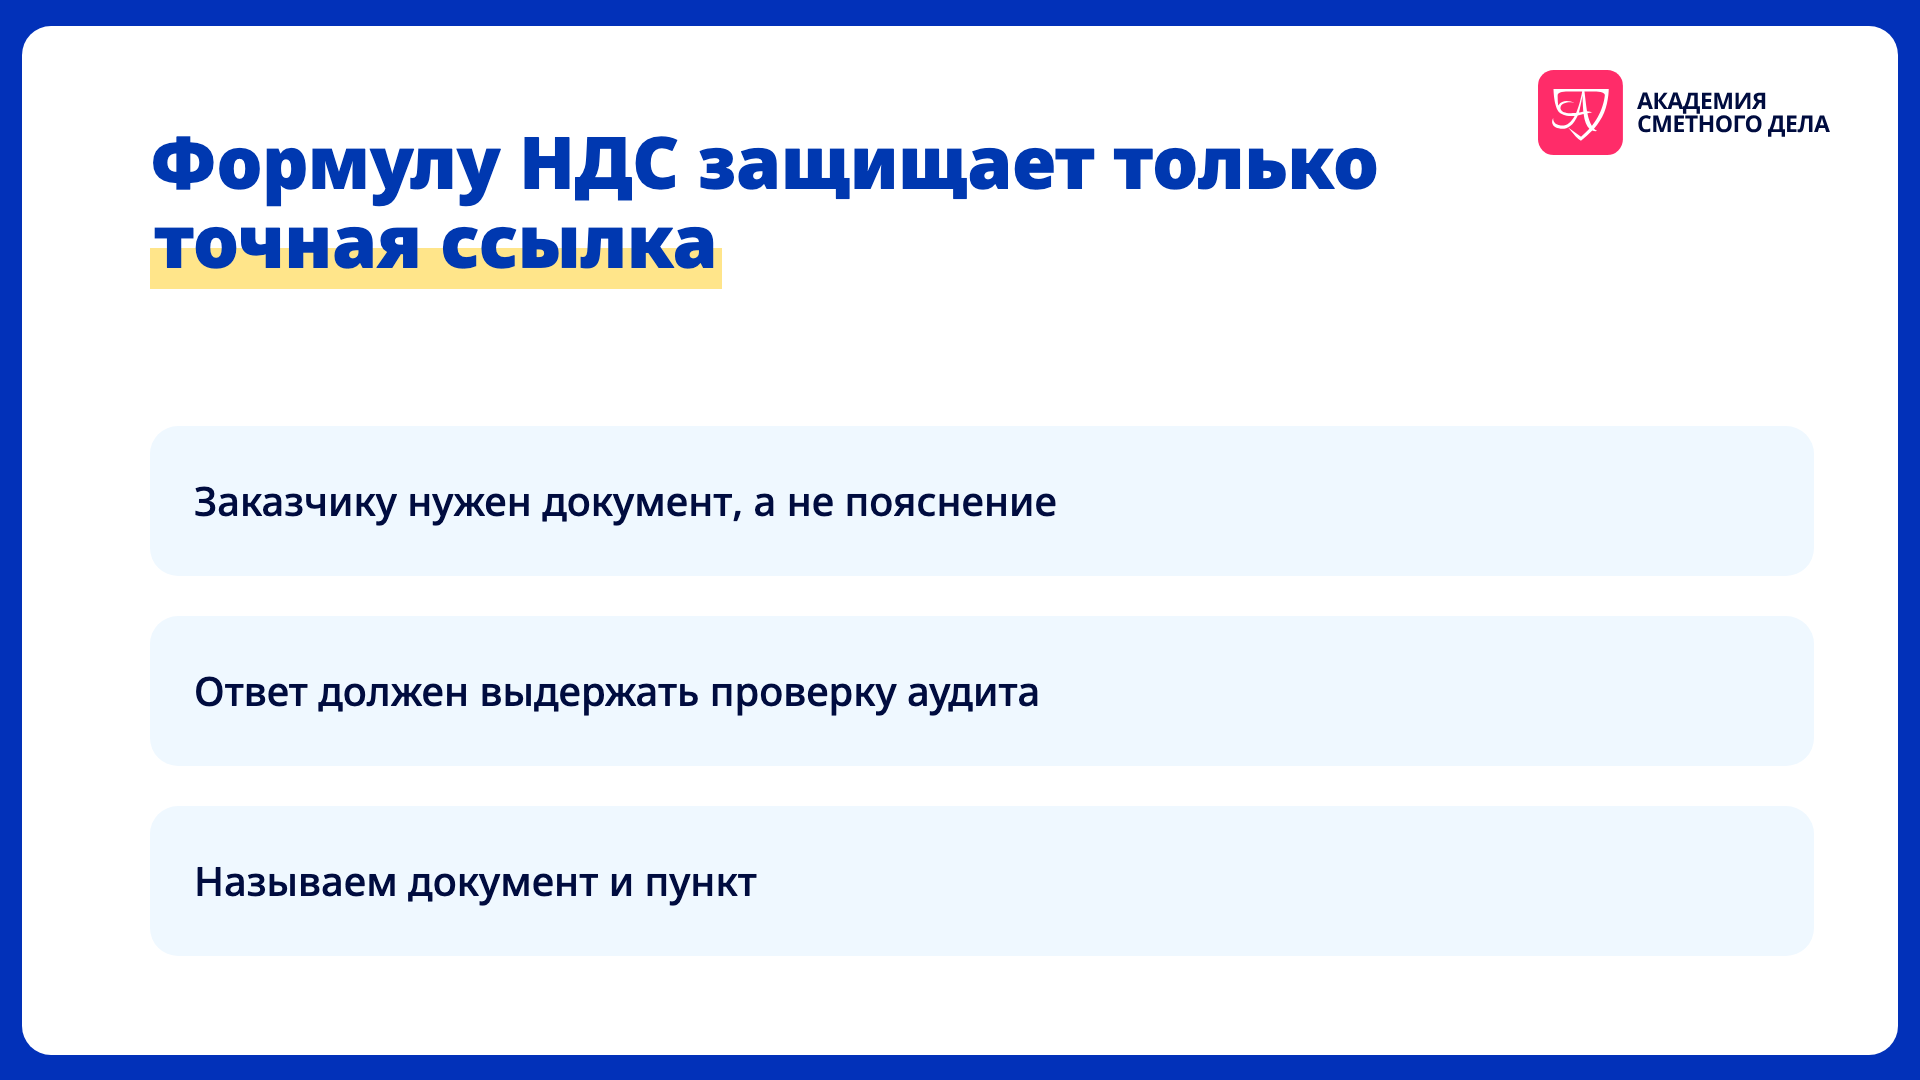 АКАДЕМИЯ
СМЕТНОГО ДЕЛА
Формулу НДС защищает только
точная ссылка
Заказчику нужен документ, а не пояснение
Ответ должен выдержать проверку аудита
Называем документ и пункт